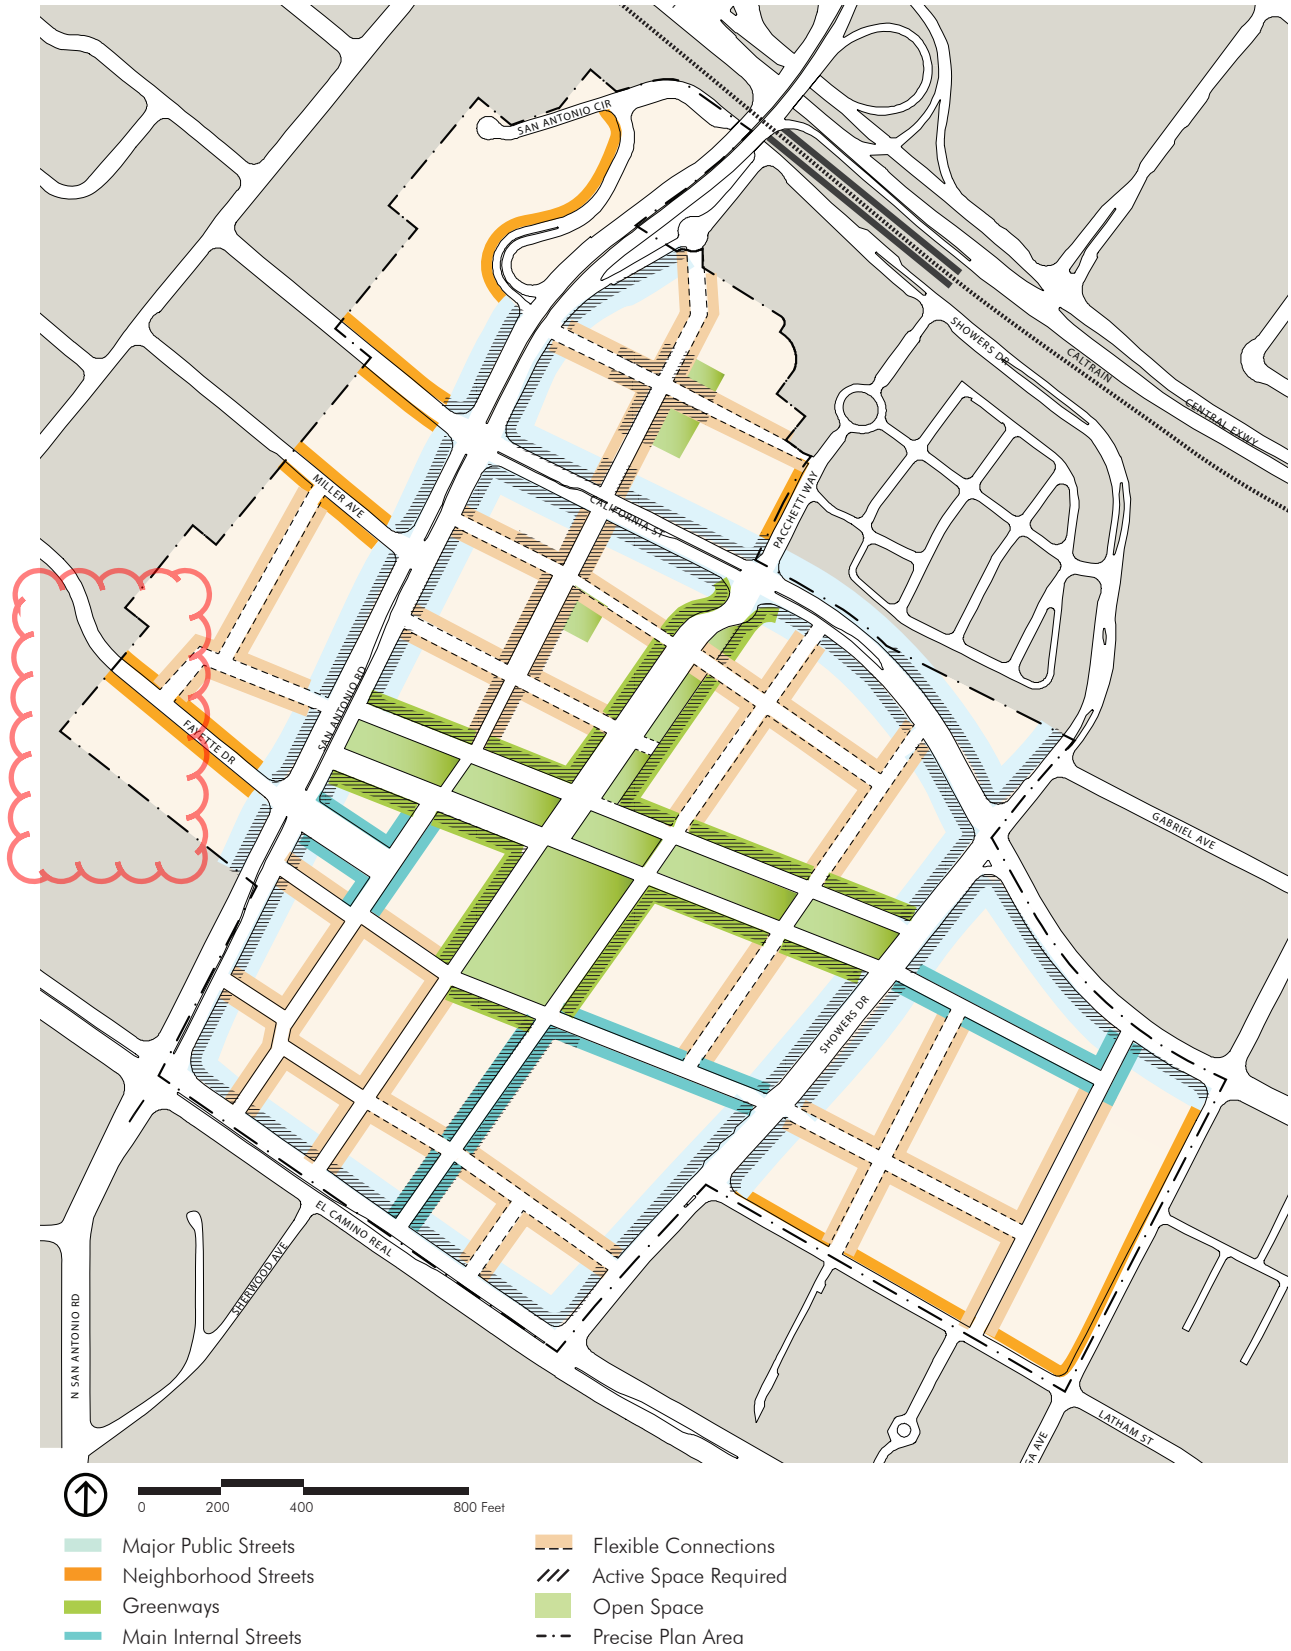 SAN ANTONIO CIR
SHOWERS DR
CALTRAIN
CENTRAL EXWY
MILLER AVE
CALIFORNIA ST
PACCHETTI WAY
SAN ANTONIO RD
FAYETTE DR
GABRIEL AVE
SHOWERS DR
EL CAMINO REAL
SHERWOOD AVE
N SAN ANTONIO RD
LATHAM ST
AVE
0 200 400 800 Feet
Major Public Streets
Neighborhood Streets
Greenways
Main Internal Streets
Flexible Connections
Active Space Required
Open Space
Precise Plan Area